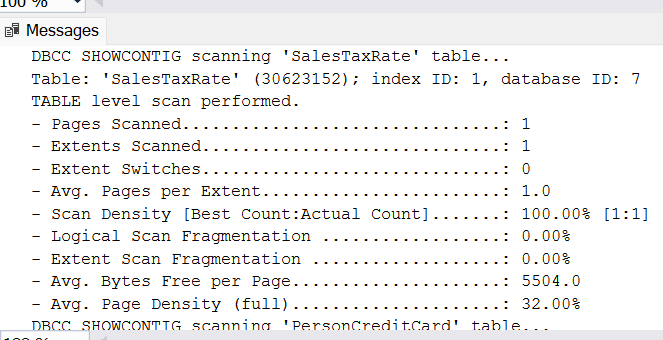 100 %
Messages
DBCC SHOWCONTIG scanning 'SalesTaxRate' table...
Table: 'SalesTaxRate' (30623152); index ID: 1, database ID: 7
TABLE level scan performed.
- Pages Scanned................................: 1
- Extents Scanned..............................: 1
- Extent Switches..............................: 0
- Avg. Pages per Extent........................: 1.0
- Scan Density [Best Count:Actual Count].......: 100.00% [1:1]
- Logical Scan Fragmentation ..................: 0.00%
- Extent Scan Fragmentation ...................: 0.00%
- Avg. Bytes Free per Page.....................: 5504.0
- Avg. Page Density (full).....................: 32.00%
DBCC SHOWCONTIG scanning 'PersonCreditCard' table...